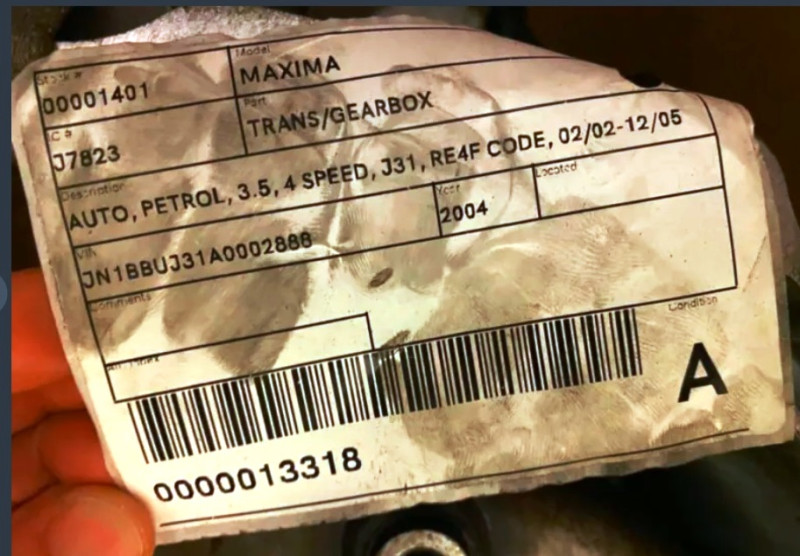 Stock #
00001401
Model
MAXIMA
IC #
J7823
Part
TRANS/GEARBOX
Description
AUTO, PETROL, 3.5, 4 SPEED, J31, RE4F CODE, 02/02-12/05
VIN
JN1BBUJ31A0002888
Year
2004
Located
Comments
Condition
A
0000013318